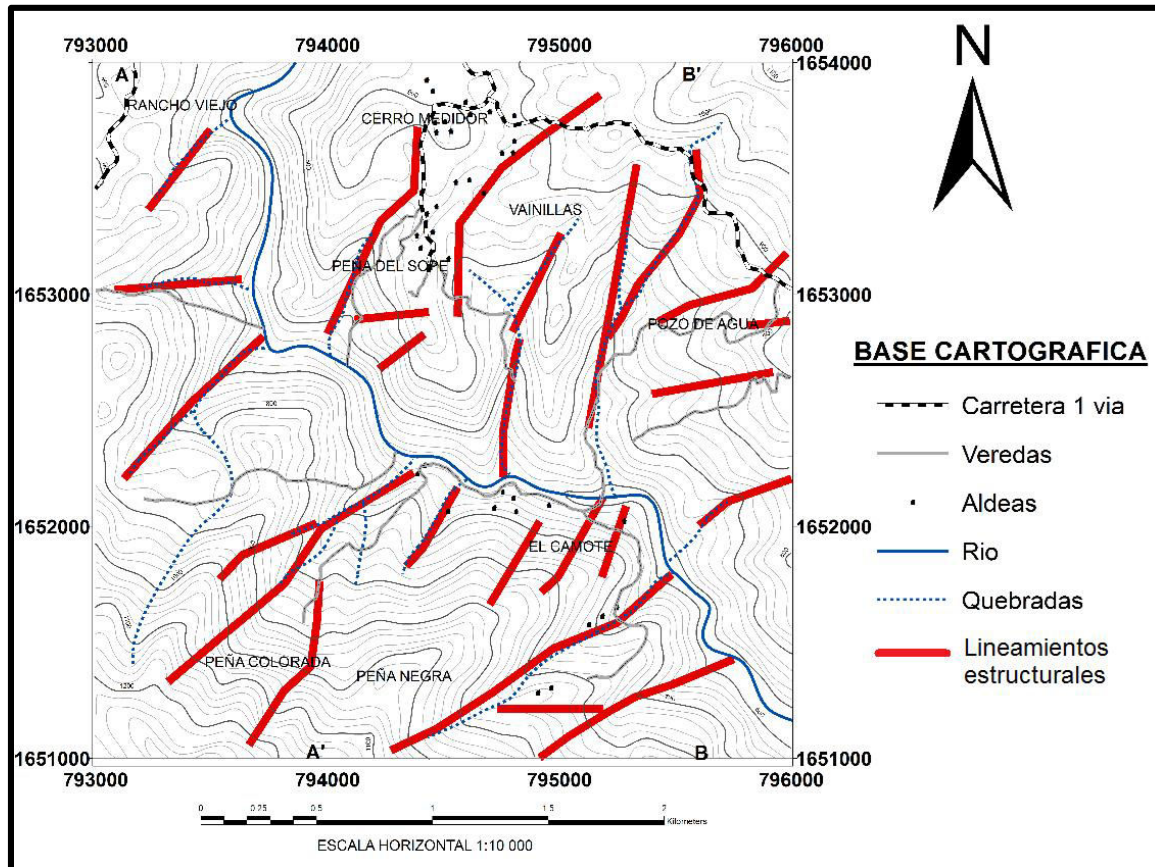 793000 794000 795000 796000
N
A B'
1654000
RANCHO VIEJO
CERRO MEDIDOR
VAINILLAS
PEÑA DEL SOPE
1653000 1653000
POZO DE AGUA
BASE CARTOGRAFICA
Carretera 1 via
Veredas
Aldeas
Rio
Quebradas
Lineamientos
estructurales
1652000 1652000
EL CAMOTE
PEÑA COLORADA
PEÑA NEGRA
A' B
1651000 1651000
793000 794000 795000 796000
0 0.25 0.5 1 1.5 2
Kilometers
ESCALA HORIZONTAL 1:10 000